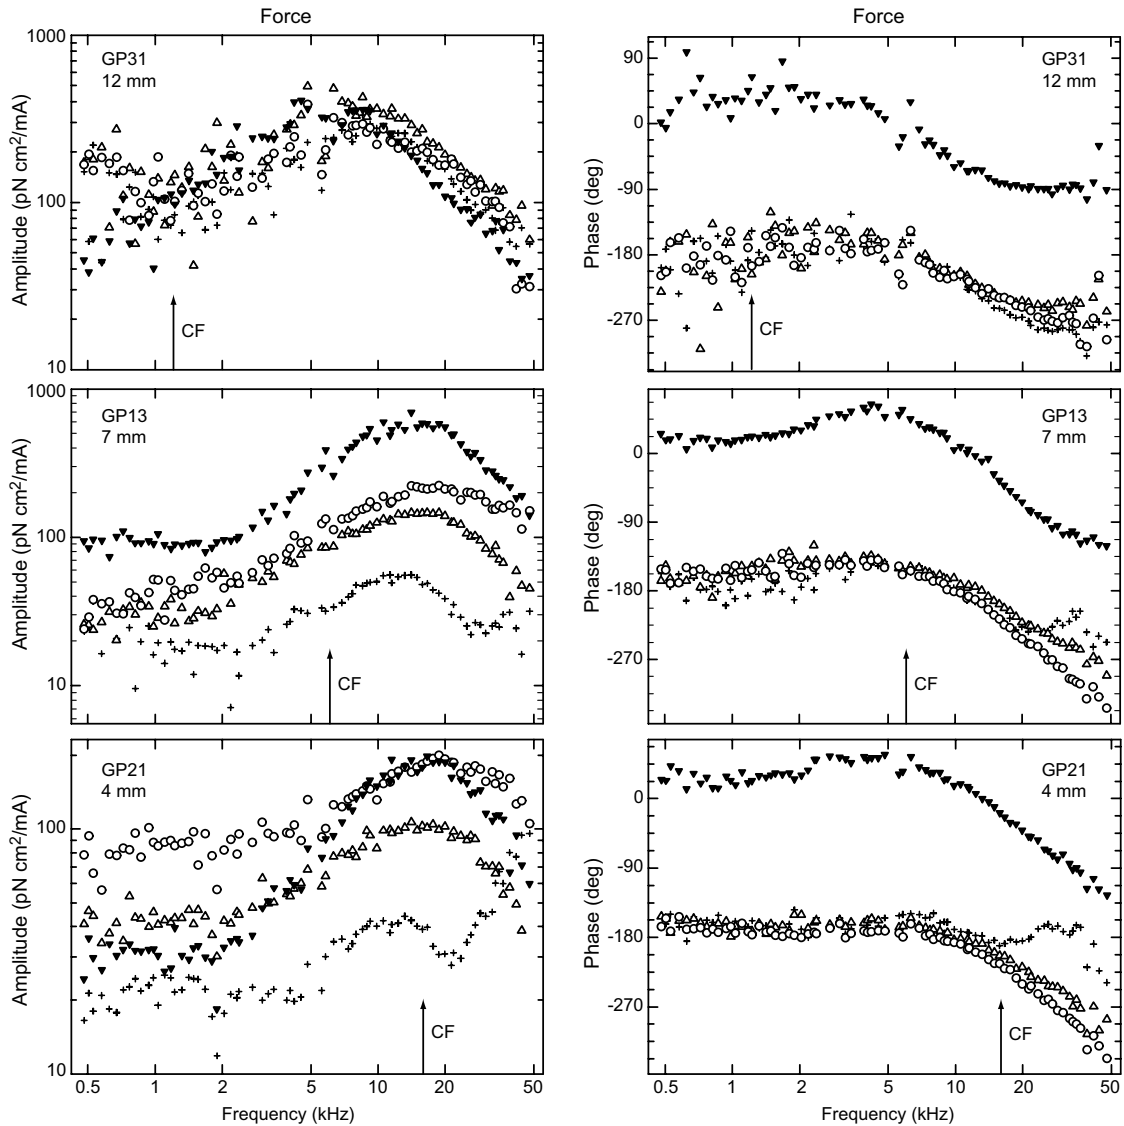 Force
Force
1000
100
10
Amplitude (pN cm²/mA)
GP31
12 mm
CF
90
0
-90
-180
-270
Phase (deg)
GP31
12 mm
CF
1000
100
10
Amplitude (pN cm²/mA)
GP13
7 mm
CF
0
-90
-180
-270
Phase (deg)
GP13
7 mm
CF
100
10
Amplitude (pN cm²/mA)
GP21
4 mm
CF
0.5 1 2 5 10 20 50
Frequency (kHz)
0
-90
-180
-270
Phase (deg)
GP21
4 mm
CF
0.5 1 2 5 10 20 50
Frequency (kHz)